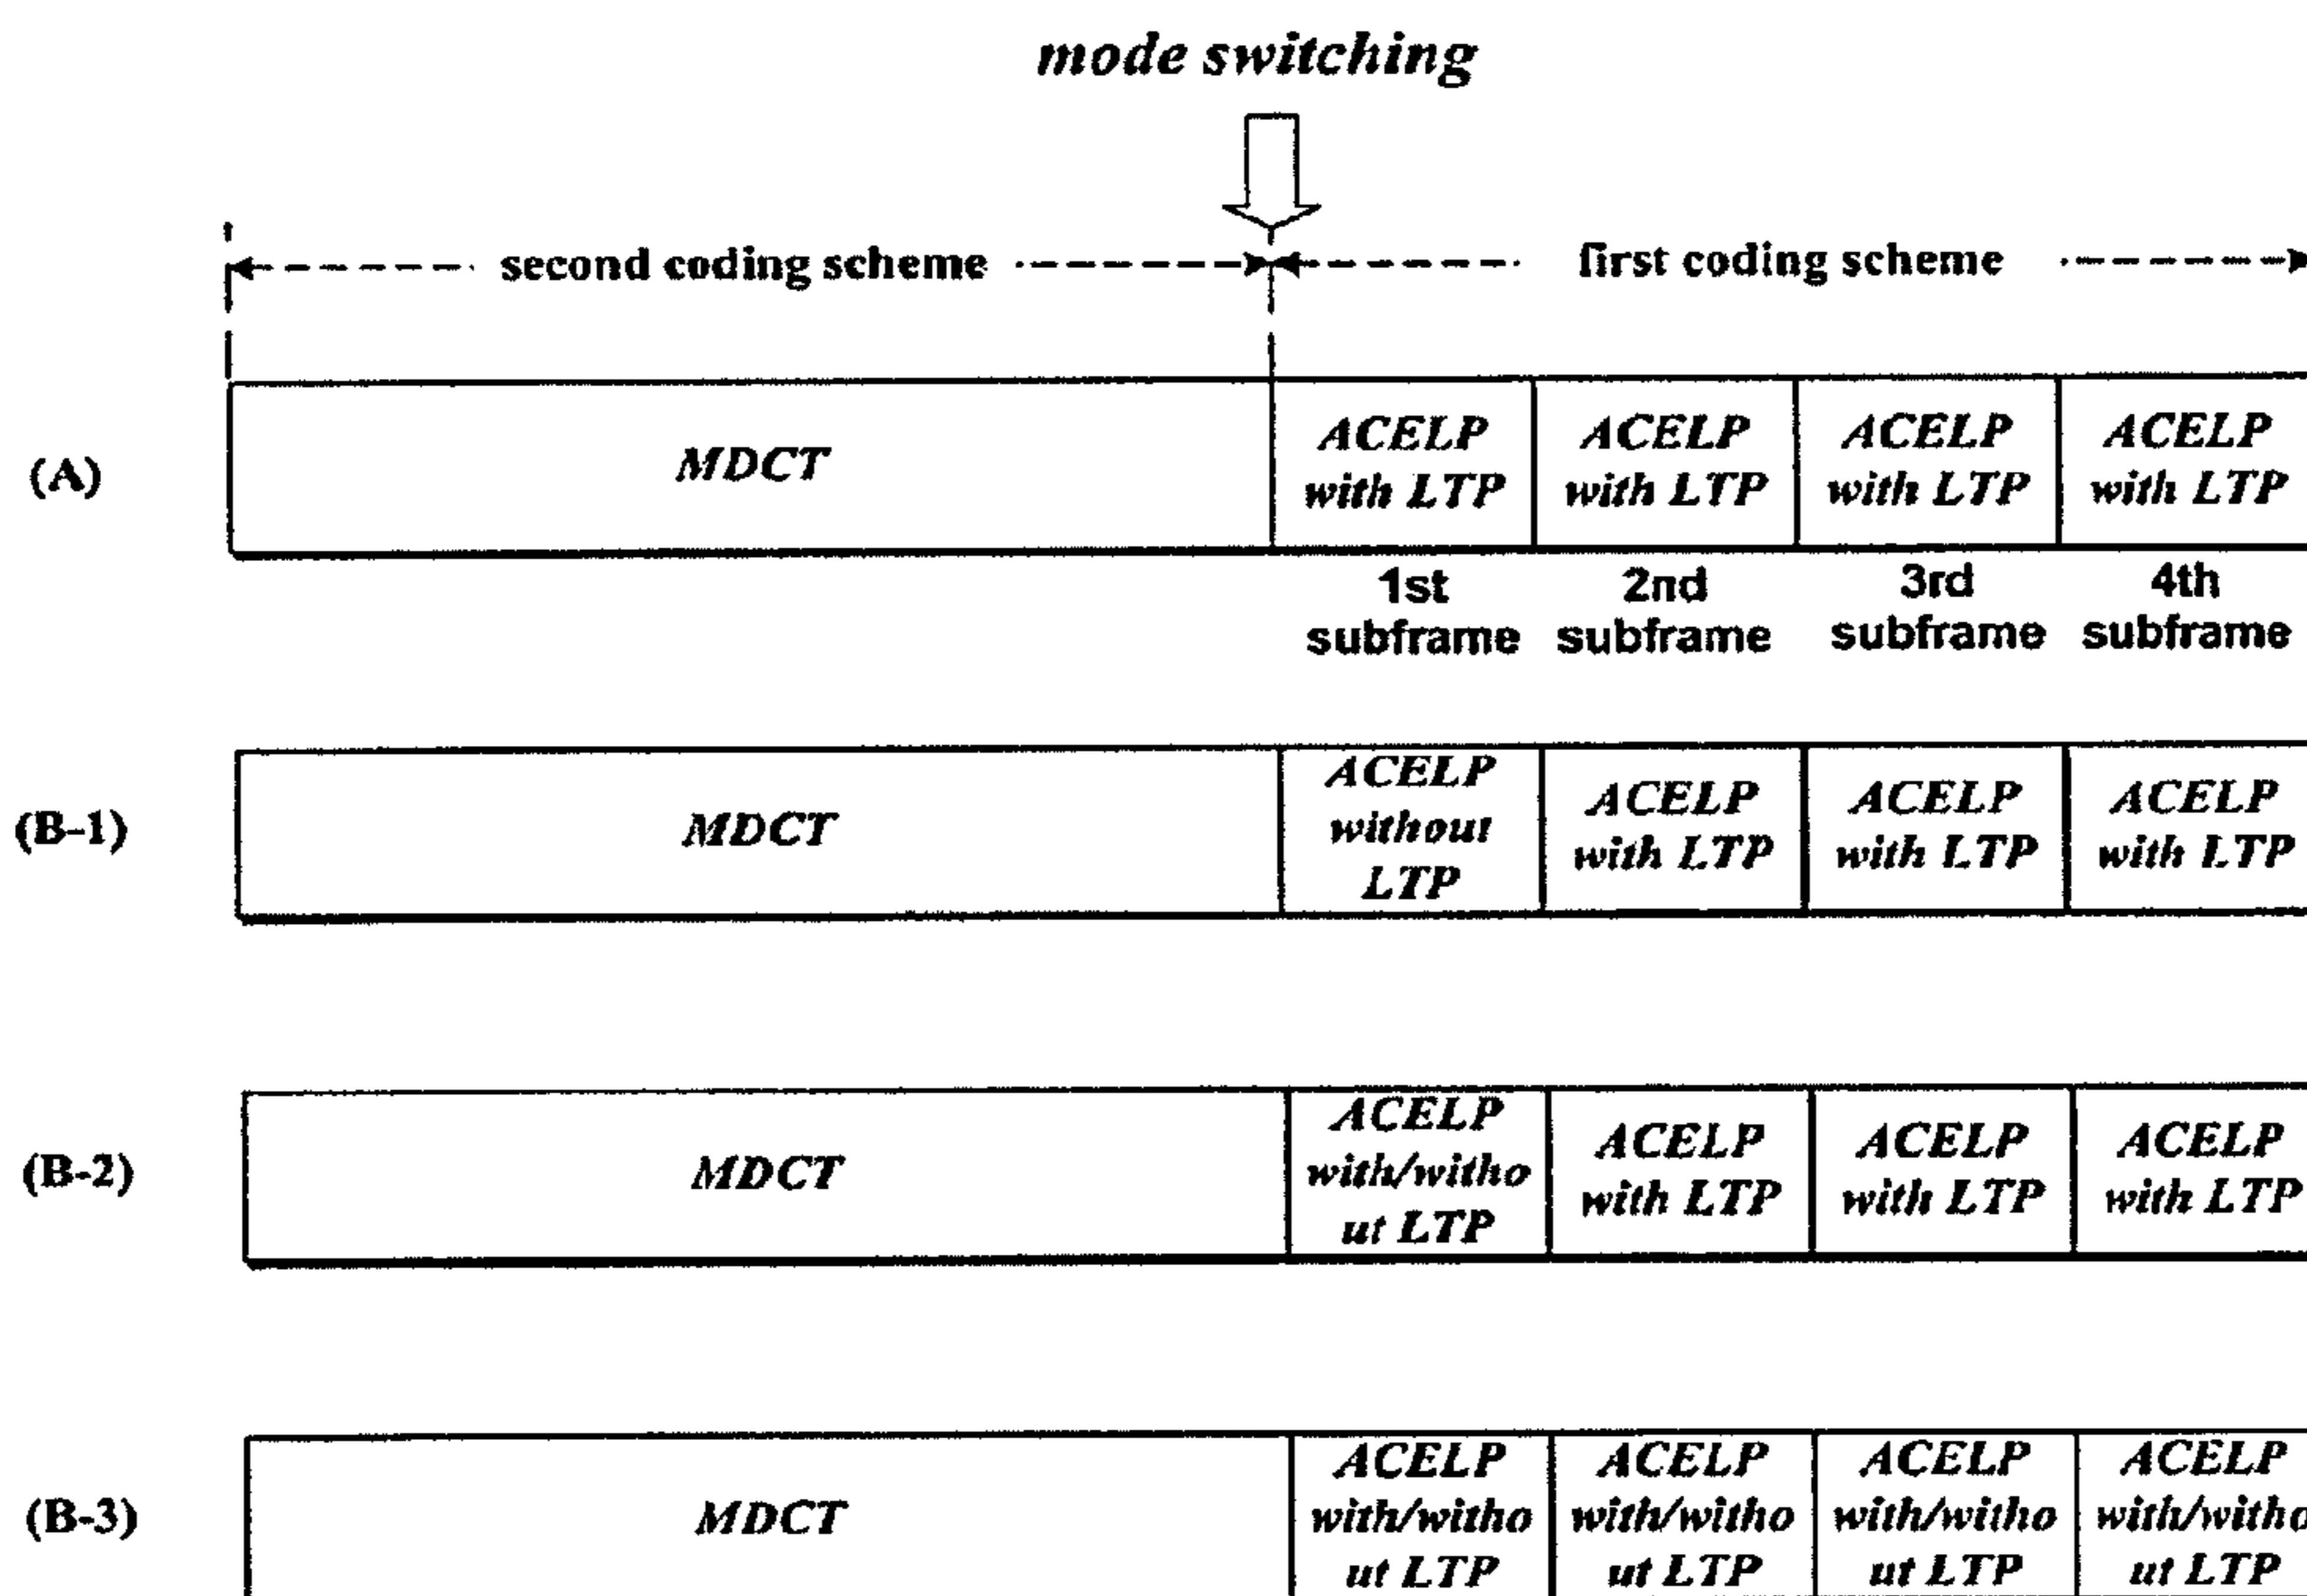 mode switching
second coding scheme
first coding scheme
(A)
MDCT
ACELP
with LTP
ACELP
with LTP
ACELP
with LTP
ACELP
with LTP
1st
subframe
2nd
subframe
3rd
subframe
4th
subframe
(B-1)
MDCT
ACELP
without
LTP
ACELP
with LTP
ACELP
with LTP
ACELP
with LTP
(B-2)
MDCT
ACELP
with/witho
ut LTP
ACELP
with LTP
ACELP
with LTP
ACELP
with LTP
(B-3)
MDCT
ACELP
with/witho
ut LTP
ACELP
with/witho
ut LTP
ACELP
with/witho
ut LTP
ACELP
with/witho
ut LTP